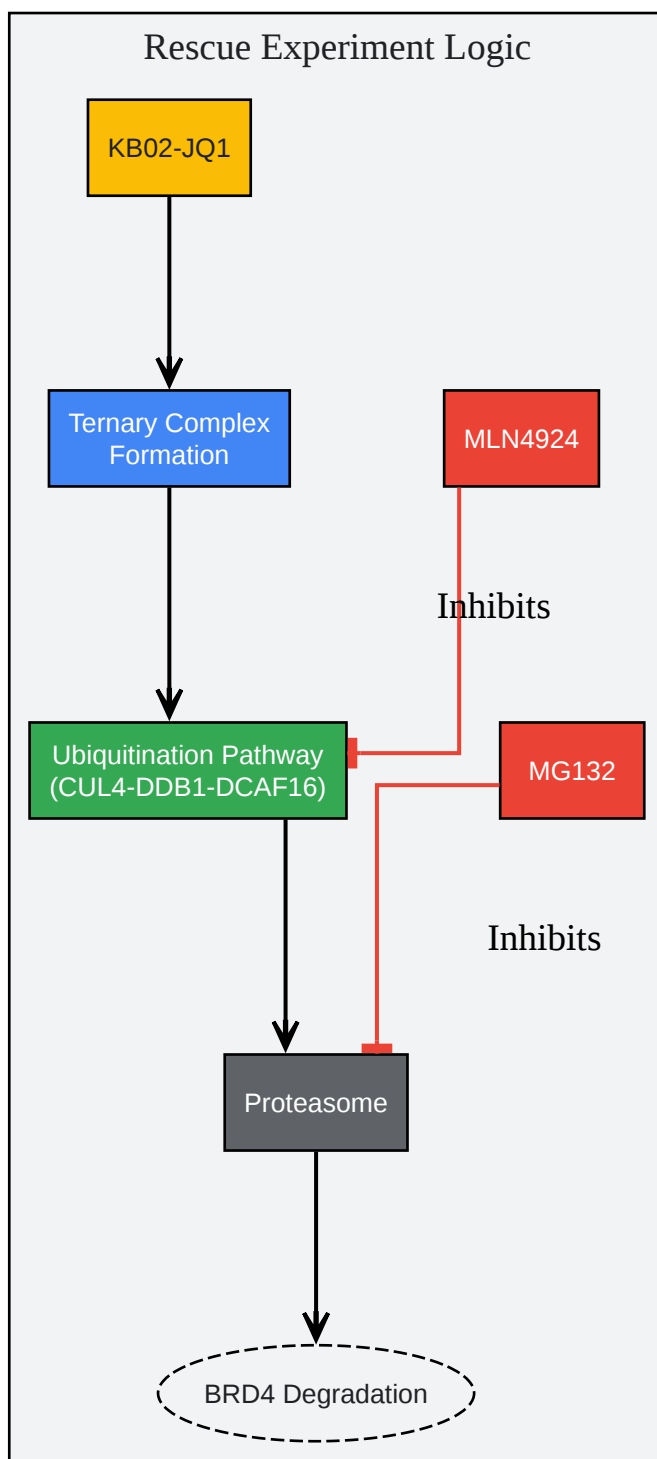 Rescue Experiment Logic
KB02-JQ1
Ternary Complex
Formation
MLN4924
Inhibits
Ubiquitination Pathway
(CUL4-DDB1-DCAF16)
MG132
Inhibits
Proteasome
BRD4 Degradation